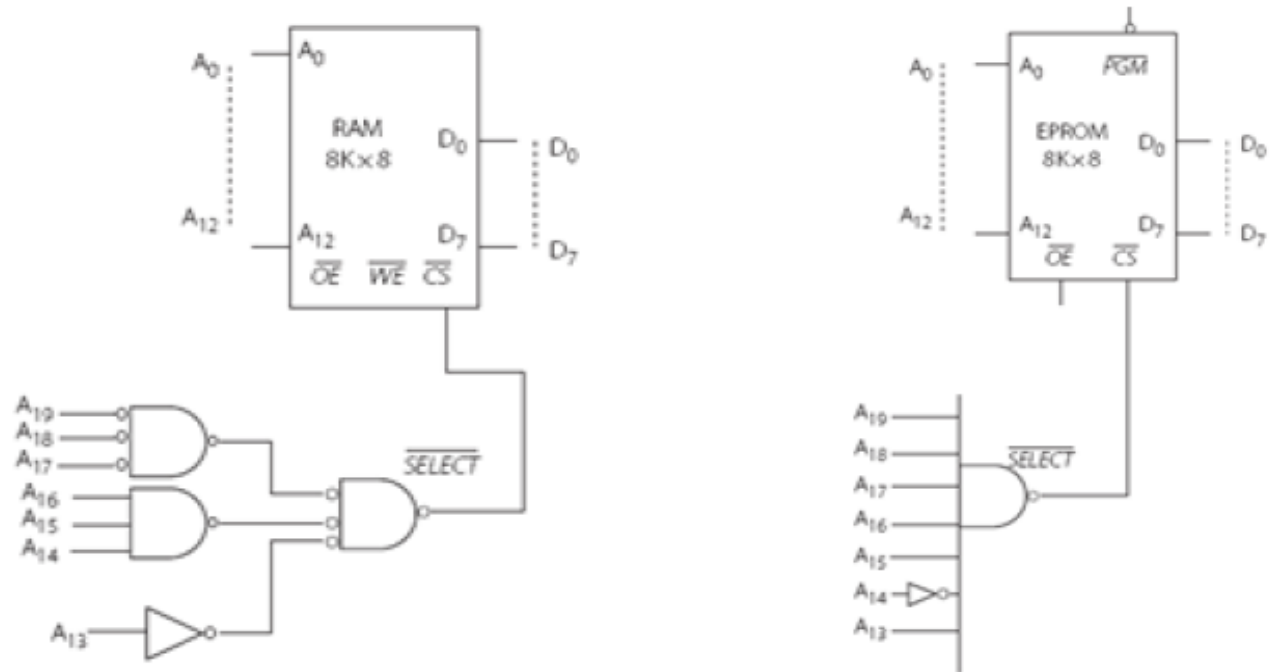 A0
A0
RAM
8K×8
D0
D0
A12
A12
D7
D7
OE WE CS
A19
A18
A17
SELECT
A16
A15
A14
A13
PGM
A0
A0
EPROM
8K×8
D0
D0
A12
A12
D7
D7
OE CS
A19
A18
SELECT
A17
A16
A15
A14
A13